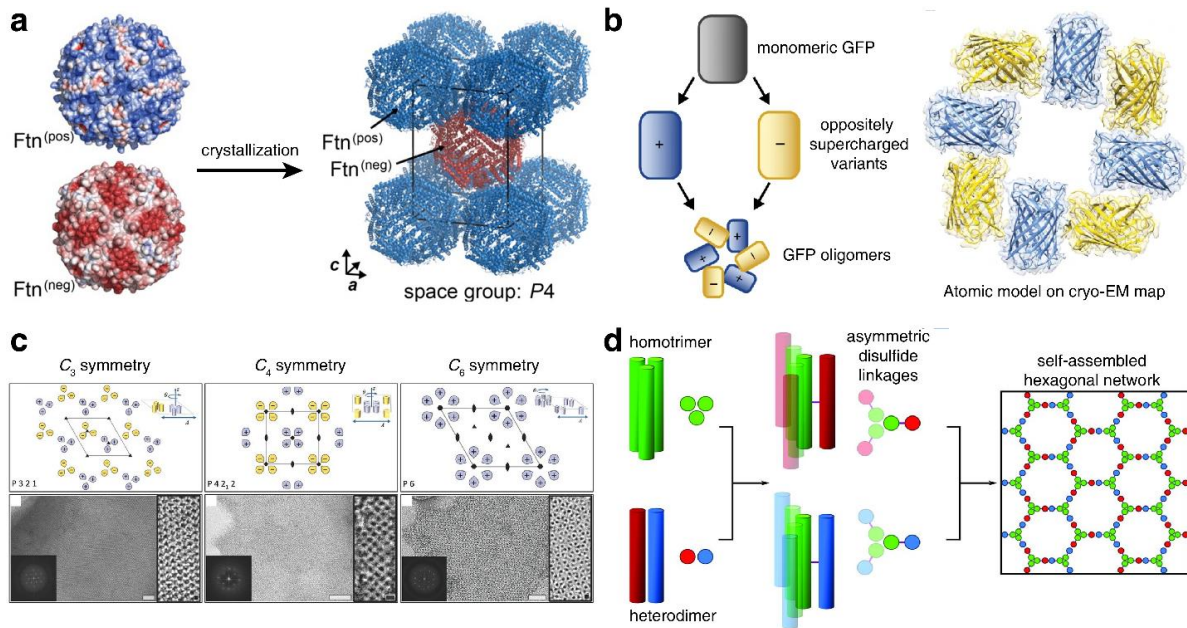 a
Ftn(pos)
Ftn(neg)
crystallization
Ftn(pos)
Ftn(neg)
c
a
space group: P4
b
monomeric GFP
+
−
oppositely
supercharged
variants
+
−
−
+
+
−
−
+
GFP oligomers
Atomic model on cryo-EM map
c
C3 symmetry
C4 symmetry
C6 symmetry
P 3 2 1
P 4 21 2
P 6
d
homotrimer
heterodimer
asymmetric
disulfide
linkages
self-assembled
hexagonal network